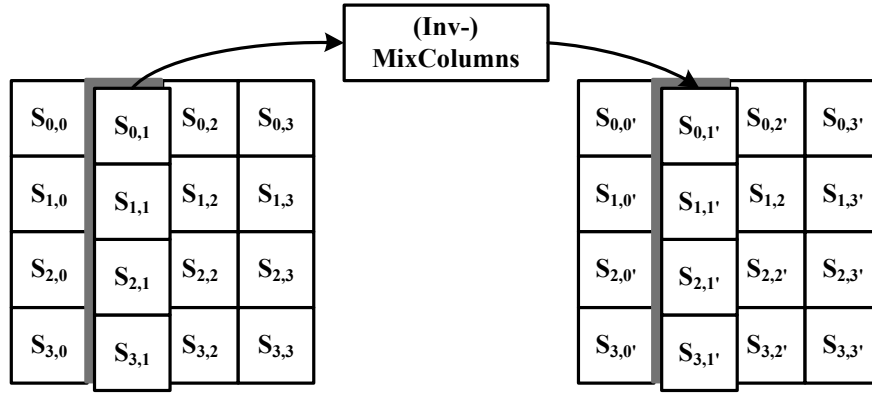 (Inv-)
MixColumns
S0,0 S0,1 S0,2 S0,3
S1,0 S1,1 S1,2 S1,3
S2,0 S2,1 S2,2 S2,3
S3,0 S3,1 S3,2 S3,3
S0,0' S0,1' S0,2' S0,3'
S1,0' S1,1' S1,2 S1,3'
S2,0' S2,1' S2,2' S2,3'
S3,0' S3,1' S3,2' S3,3'